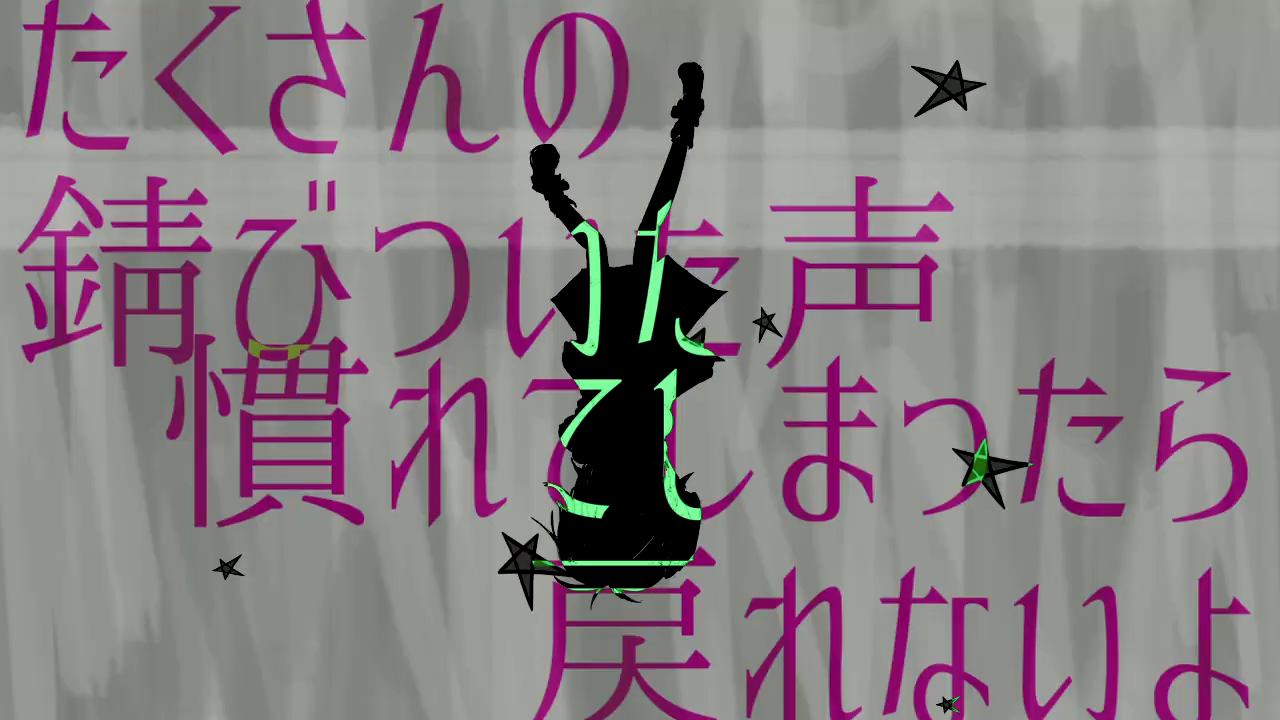 たくさんの
錆びついた声
慣れてしまったら
戻れないよ